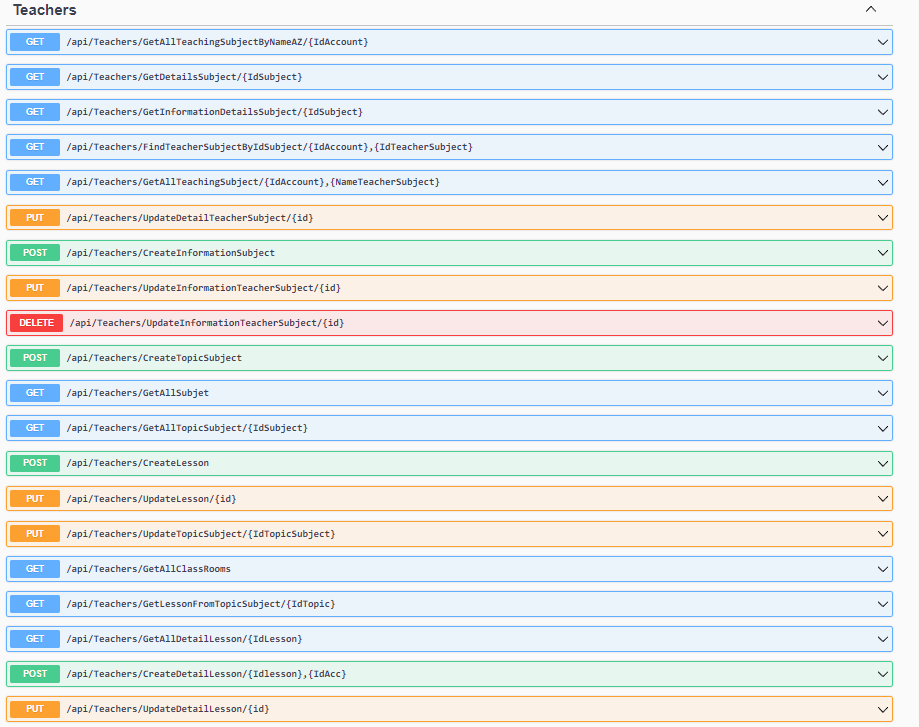 Teachers
GET /api/Teachers/GetAllTeachingSubjectByNameAZ/{IdAccount}
GET /api/Teachers/GetDetailsSubject/{IdSubject}
GET /api/Teachers/GetInformationDetailsSubject/{IdSubject}
GET /api/Teachers/FindTeacherSubjectByIdSubject/{IdAccount},{IdTeacherSubject}
GET /api/Teachers/GetAllTeachingSubject/{IdAccount},{NameTeacherSubject}
PUT /api/Teachers/UpdateDetailTeacherSubject/{id}
POST /api/Teachers/CreateInformationSubject
PUT /api/Teachers/UpdateInformationTeacherSubject/{id}
DELETE /api/Teachers/UpdateInformationTeacherSubject/{id}
POST /api/Teachers/CreateTopicSubject
GET /api/Teachers/GetAllSubjet
GET /api/Teachers/GetAllTopicSubject/{IdSubject}
POST /api/Teachers/CreateLesson
PUT /api/Teachers/UpdateLesson/{id}
PUT /api/Teachers/UpdateTopicSubject/{IdTopicSubject}
GET /api/Teachers/GetAllClassRooms
GET /api/Teachers/GetLessonFromTopicSubject/{IdTopic}
GET /api/Teachers/GetAllDetailLesson/{IdLesson}
POST /api/Teachers/CreateDetailLesson/{Idlesson},{IdAcc}
PUT /api/Teachers/UpdateDetailLesson/{id}